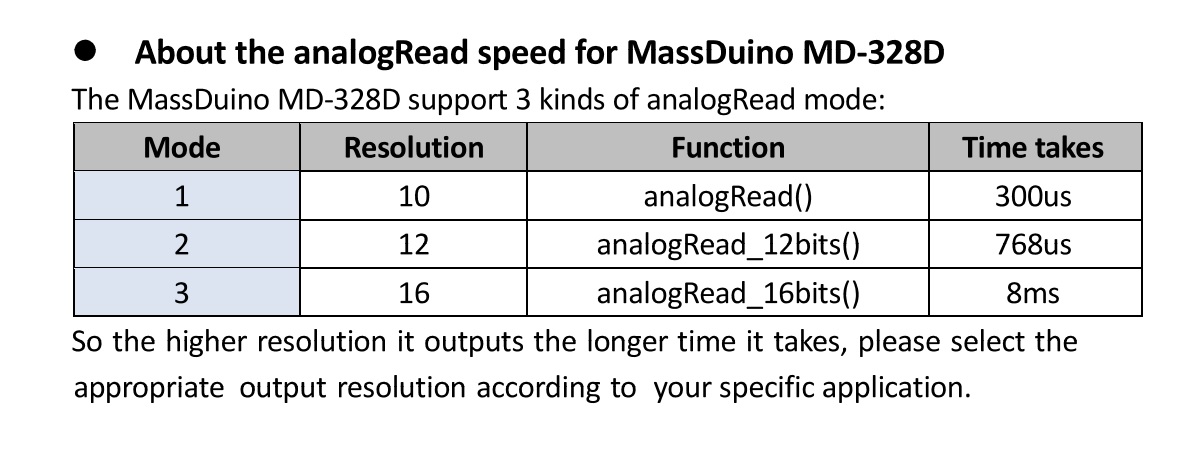 ● About the analogRead speed for MassDuino MD-328D
The MassDuino MD-328D support 3 kinds of analogRead mode:
Mode Resolution Function Time takes
1 10 analogRead() 300us
2 12 analogRead_12bits() 768us
3 16 analogRead_16bits() 8ms
So the higher resolution it outputs the longer time it takes, please select the
appropriate output resolution according to your specific application.